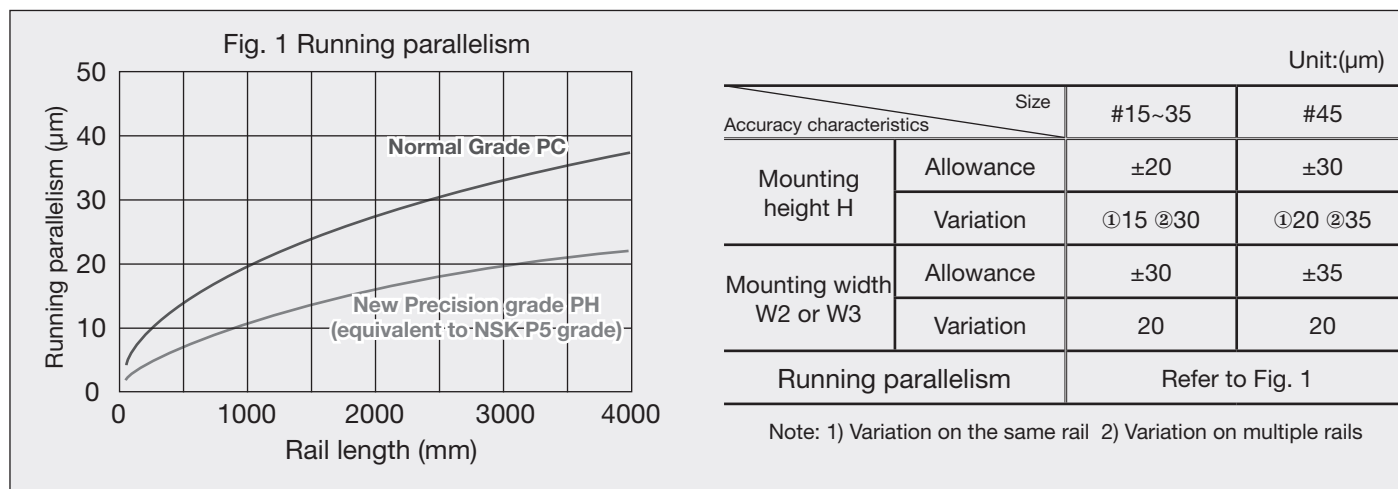 Fig. 1 Running parallelism
50
40
30
20
10
0
Running parallelism (μm)
Normal Grade PC
New Precision grade PH
(equivalent to NSK P5 grade)
0 1000 2000 3000 4000
Rail length (mm)
Unit:(μm)
Size
Accuracy characteristics
#15~35 #45
Mounting
height H
Allowance ±20 ±30
Variation ①15 ②30 ①20 ②35
Mounting width
W2 or W3
Allowance ±30 ±35
Variation 20 20
Running parallelism Refer to Fig. 1
Note: 1) Variation on the same rail 2) Variation on multiple rails